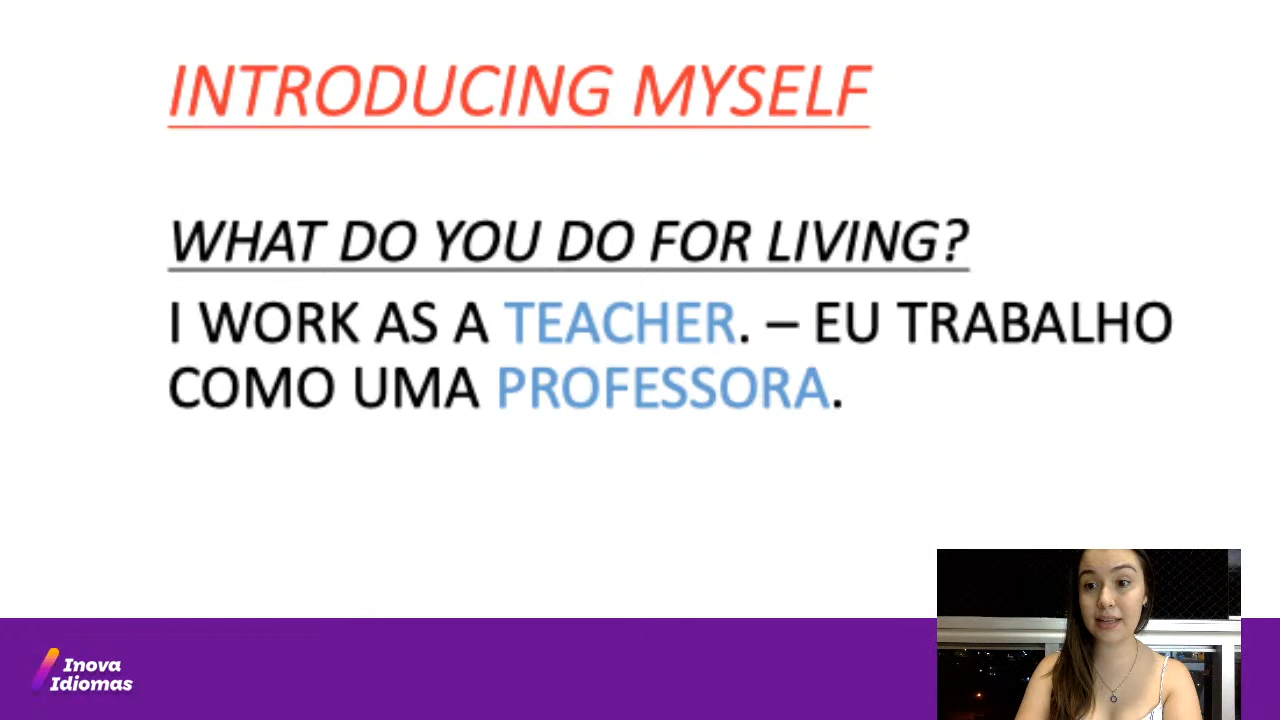 INTRODUCING MYSELF
WHAT DO YOU DO FOR LIVING?
I WORK AS A TEACHER. – EU TRABALHO
COMO UMA PROFESSORA.
Inova
Idiomas